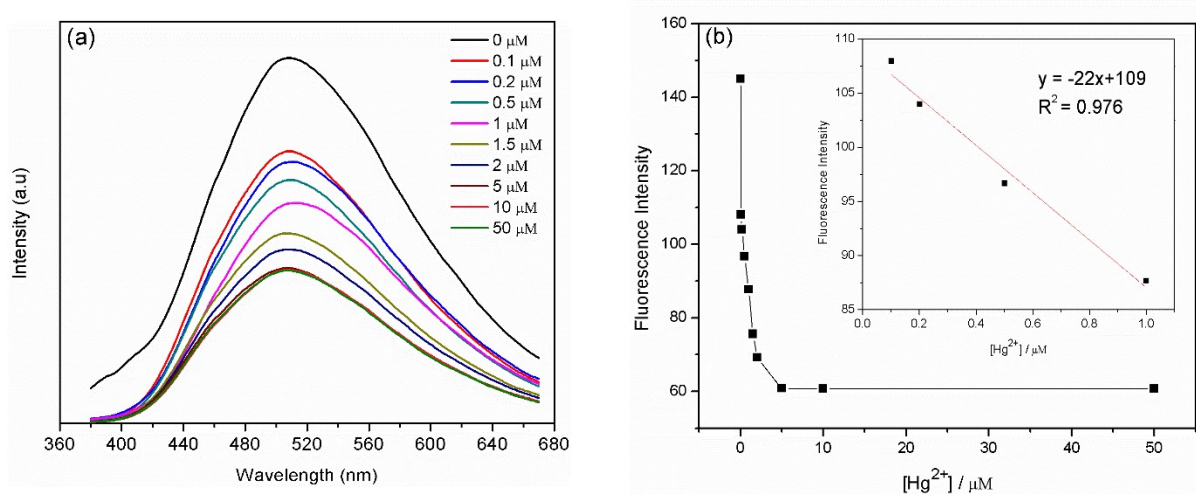 (a)
0 μM
0.1 μM
0.2 μM
0.5 μM
1 μM
1.5 μM
2 μM
5 μM
10 μM
50 μM
Intensity (a.u)
360 400 440 480 520 560 600 640 680
Wavelength (nm)
(b)
160
140
120
100
80
60
Fluorescence Intensity
0 10 20 30 40 50
[Hg²⁺] / μM
110
105
100
95
90
85
Fluorescence Intensity
y = -22x+109
R² = 0.976
0.0 0.2 0.4 0.6 0.8 1.0
[Hg²⁺] / μM